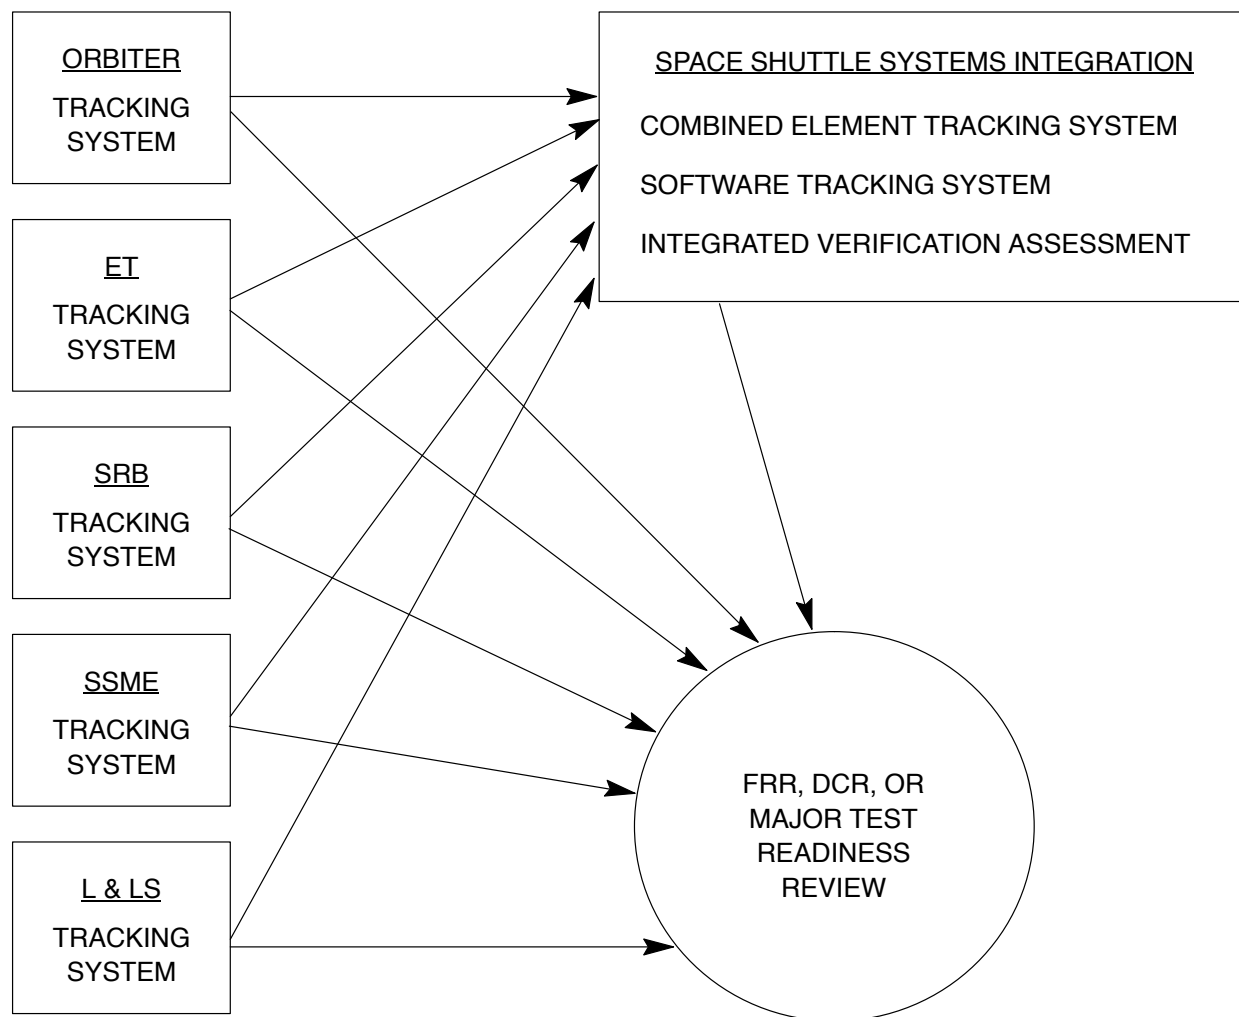 ORBITER
TRACKING
SYSTEM
ET
TRACKING
SYSTEM
SRB
TRACKING
SYSTEM
SSME
TRACKING
SYSTEM
L & LS
TRACKING
SYSTEM
SPACE SHUTTLE SYSTEMS INTEGRATION
COMBINED ELEMENT TRACKING SYSTEM
SOFTWARE TRACKING SYSTEM
INTEGRATED VERIFICATION ASSESSMENT
FRR, DCR, OR
MAJOR TEST
READINESS
REVIEW